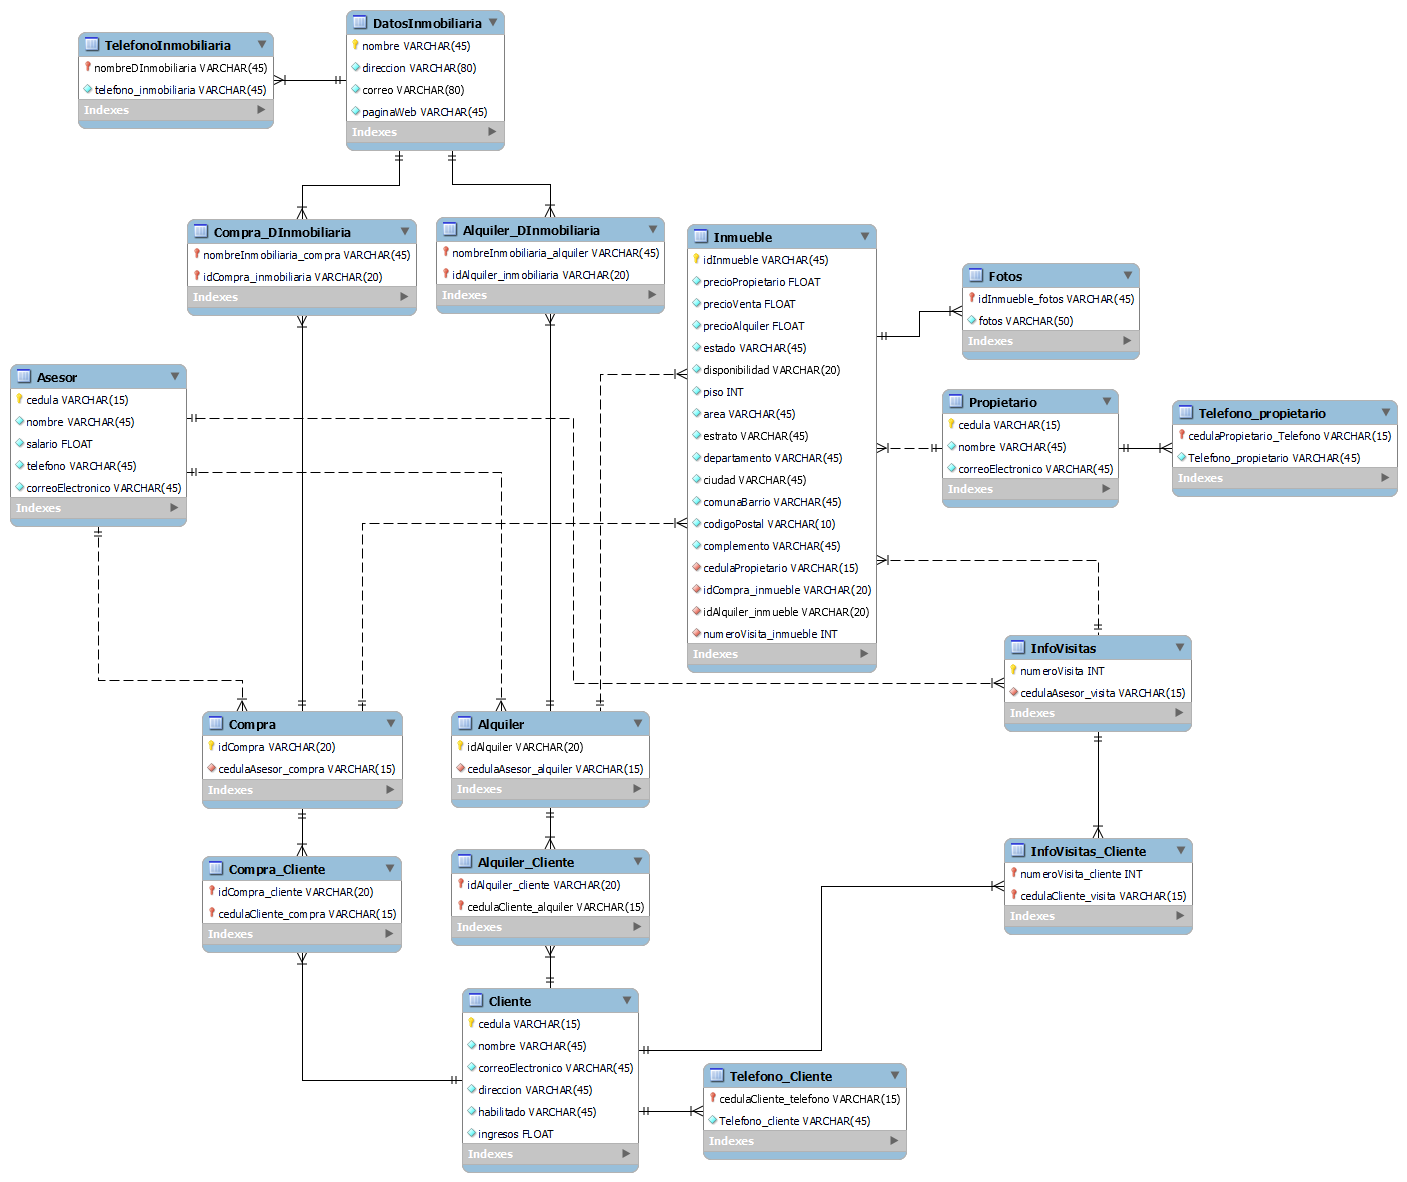 TelefonoInmobiliaria
nombreDInmobiliaria VARCHAR(45)
telefono_inmobiliaria VARCHAR(45)
Indexes
DatosInmobiliaria
nombre VARCHAR(45)
direccion VARCHAR(80)
correo VARCHAR(80)
paginaWeb VARCHAR(45)
Indexes
Compra_DInmobiliaria
nombreInmobiliaria_compra VARCHAR(45)
idCompra_inmobiliaria VARCHAR(20)
Indexes
Alquiler_DInmobiliaria
nombreInmobiliaria_alquiler VARCHAR(45)
idAlquiler_inmobiliaria VARCHAR(20)
Indexes
Inmueble
idInmueble VARCHAR(45)
precioPropietario FLOAT
precioVenta FLOAT
precioAlquiler FLOAT
estado VARCHAR(45)
disponibilidad VARCHAR(20)
piso INT
area VARCHAR(45)
estrato VARCHAR(45)
departamento VARCHAR(45)
ciudad VARCHAR(45)
comunaBarrio VARCHAR(45)
codigoPostal VARCHAR(10)
complemento VARCHAR(45)
cedulaPropietario VARCHAR(15)
idCompra_inmueble VARCHAR(20)
idAlquiler_inmueble VARCHAR(20)
numeroVisita_inmueble INT
Indexes
Fotos
idInmueble_fotos VARCHAR(45)
fotos VARCHAR(50)
Indexes
Asesor
cedula VARCHAR(15)
nombre VARCHAR(45)
salario FLOAT
telefono VARCHAR(45)
correoElectronico VARCHAR(45)
Indexes
Propietario
cedula VARCHAR(15)
nombre VARCHAR(45)
correoElectronico VARCHAR(45)
Indexes
Telefono_propietario
cedulaPropietario_Telefono VARCHAR(15)
Telefono_propietario VARCHAR(45)
Indexes
InfoVisitas
numeroVisita INT
cedulaAsesor_visita VARCHAR(15)
Indexes
Compra
idCompra VARCHAR(20)
cedulaAsesor_compra VARCHAR(15)
Indexes
Alquiler
idAlquiler VARCHAR(20)
cedulaAsesor_alquiler VARCHAR(15)
Indexes
Compra_Cliente
idCompra_cliente VARCHAR(20)
cedulaCliente_compra VARCHAR(15)
Indexes
Alquiler_Cliente
idAlquiler_cliente VARCHAR(20)
cedulaCliente_alquiler VARCHAR(15)
Indexes
InfoVisitas_Cliente
numeroVisita_cliente INT
cedulaCliente_visita VARCHAR(15)
Indexes
Cliente
cedula VARCHAR(15)
nombre VARCHAR(45)
correoElectronico VARCHAR(45)
direccion VARCHAR(45)
habilitado VARCHAR(45)
ingresos FLOAT
Indexes
Telefono_Cliente
cedulaCliente_telefono VARCHAR(15)
Telefono_cliente VARCHAR(45)
Indexes